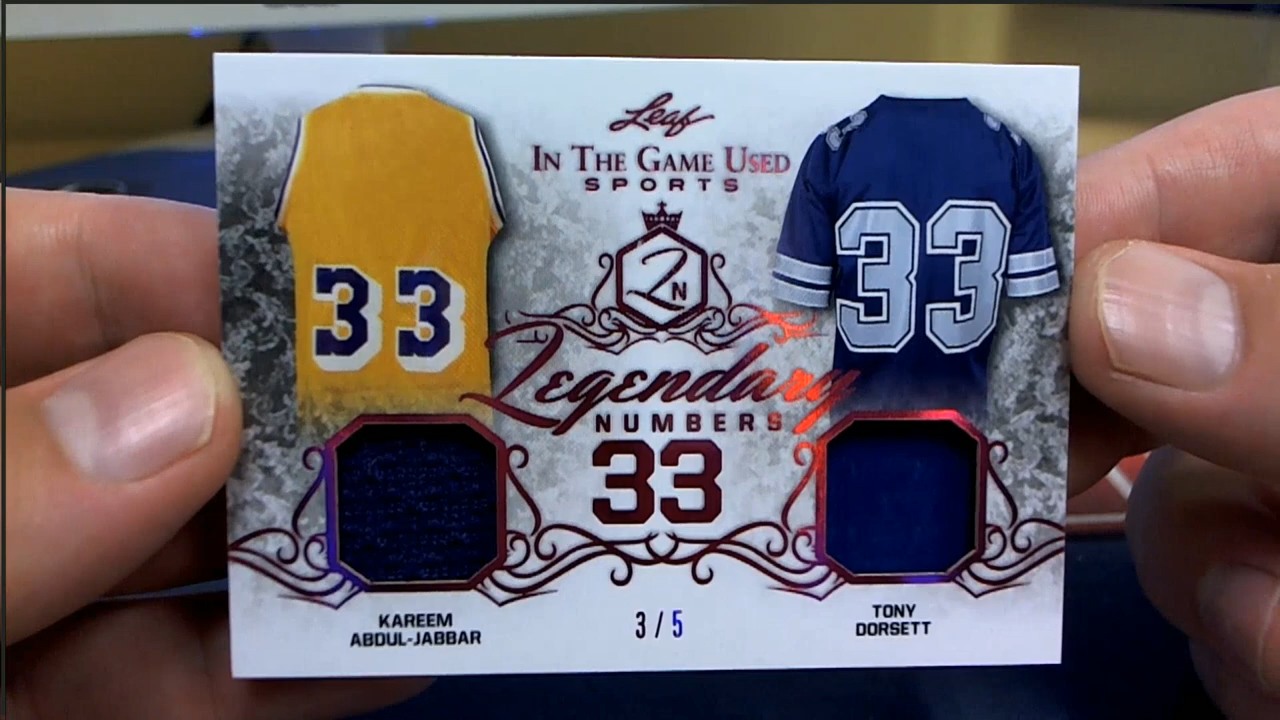 Leaf
IN THE GAME USED
SPORTS
LN
Legendary
NUMBERS
33
33
33
KAREEM
ABDUL-JABBAR
3 / 5
TONY
DORSETT